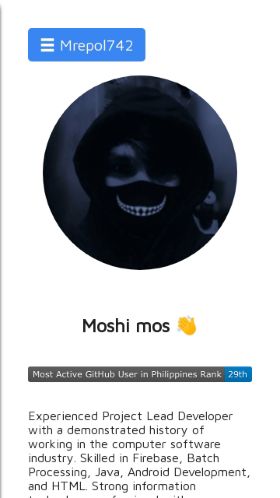 ☰ Mrepol742
Moshi mos 👋
Most Active GitHub User in Philippines Rank 29th
Experienced Project Lead Developer
with a demonstrated history of
working in the computer software
industry. Skilled in Firebase, Batch
Processing, Java, Android Development,
and HTML. Strong information